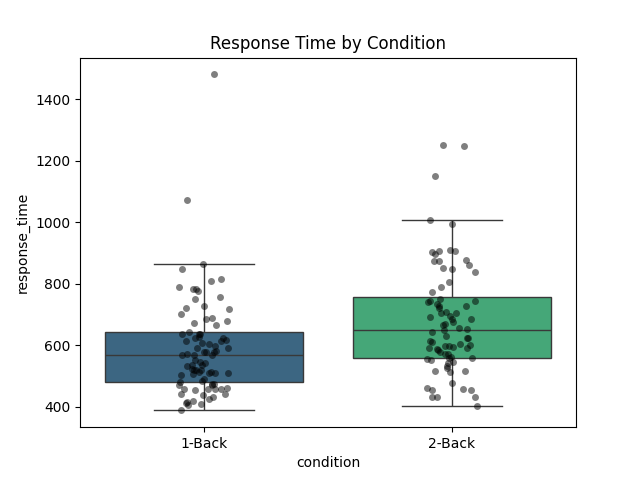 Response Time by Condition
1400
1200
1000
800
600
400
response_time
1-Back
2-Back
condition